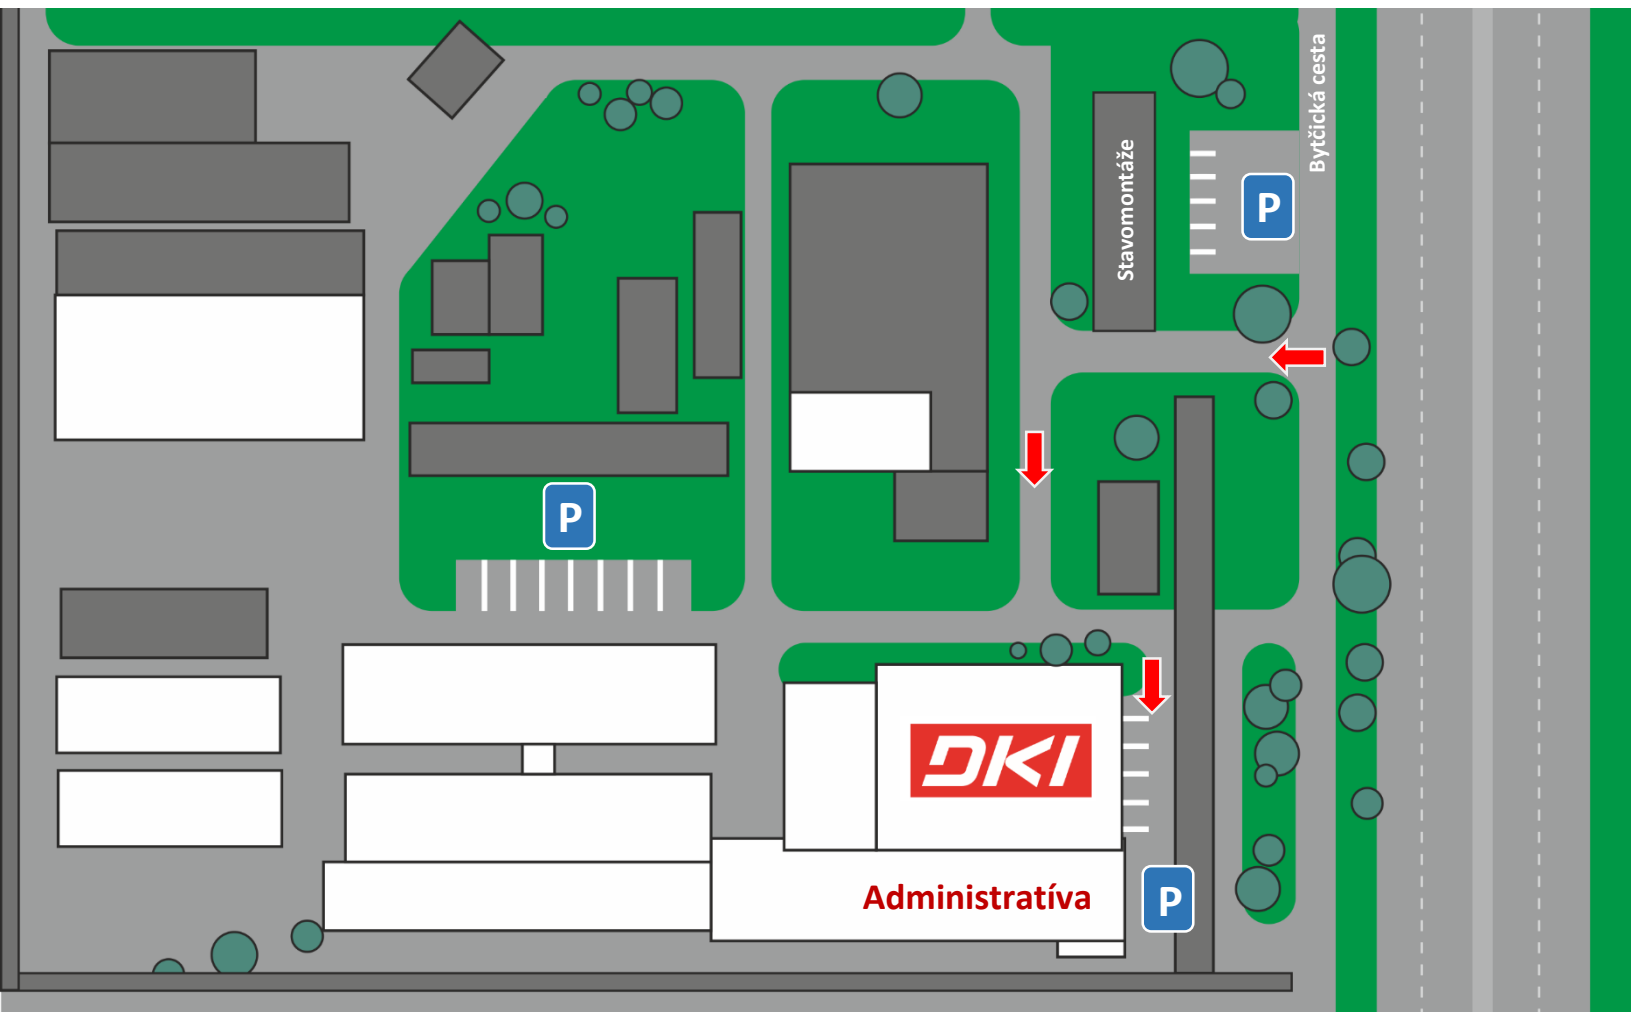 Bytčická cesta
Stavomontáže
P
P
DKI
Administratíva
P